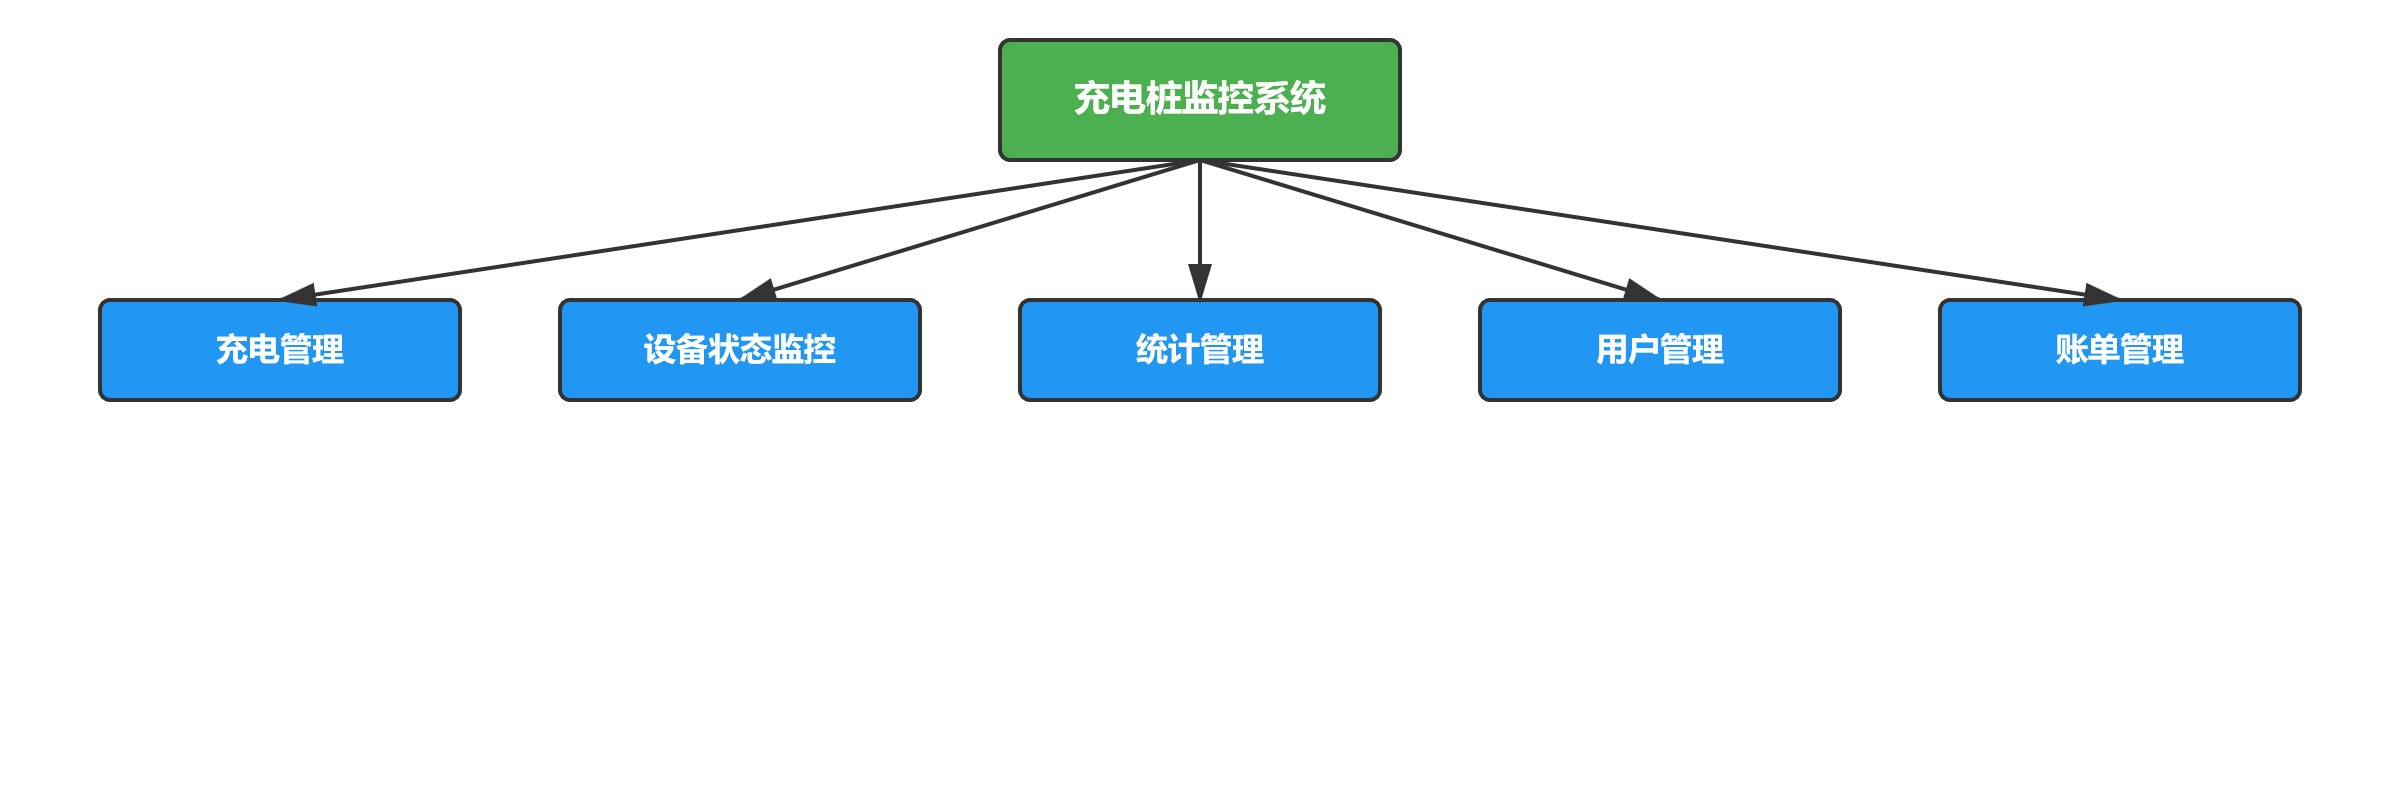 充电桩监控系统
充电管理
设备状态监控
统计管理
用户管理
账单管理